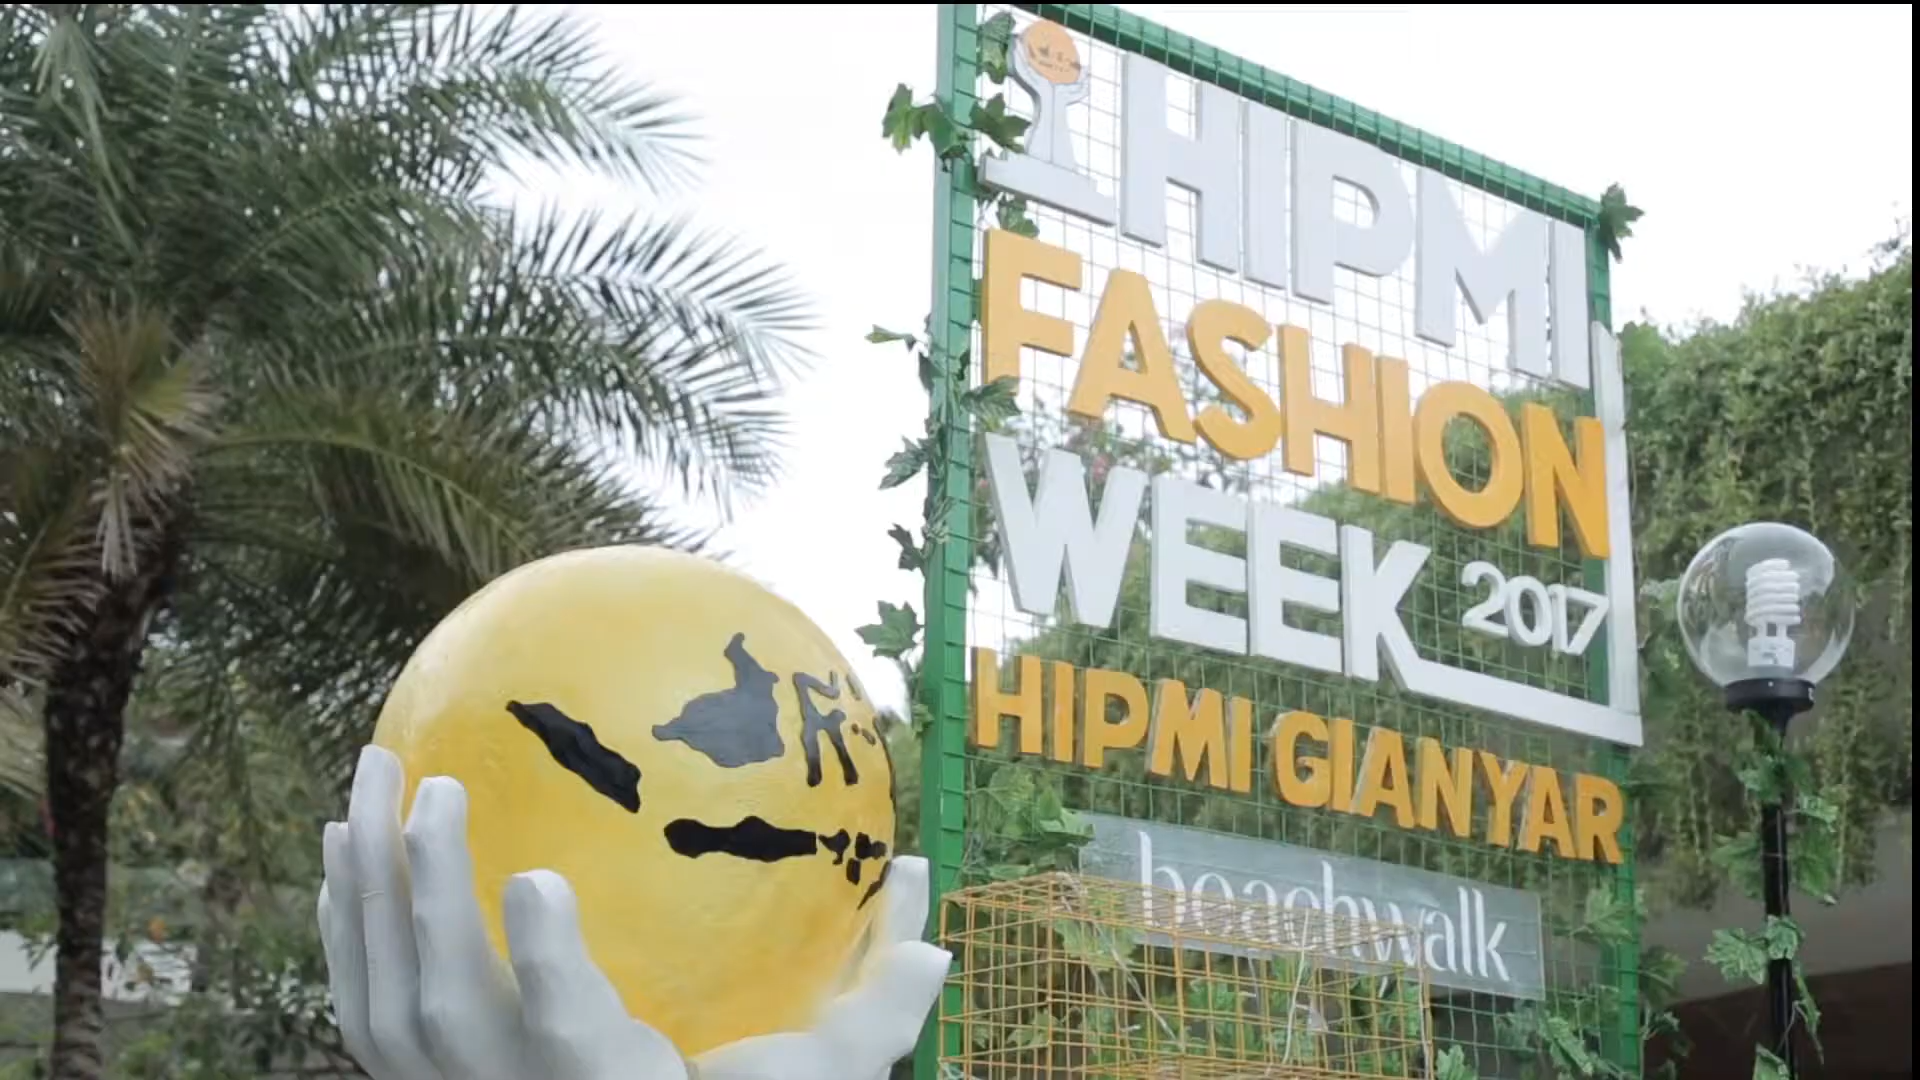 HIPMI
FASHION
WEEK 2017
HIPMI GIANYAR
beachwalk